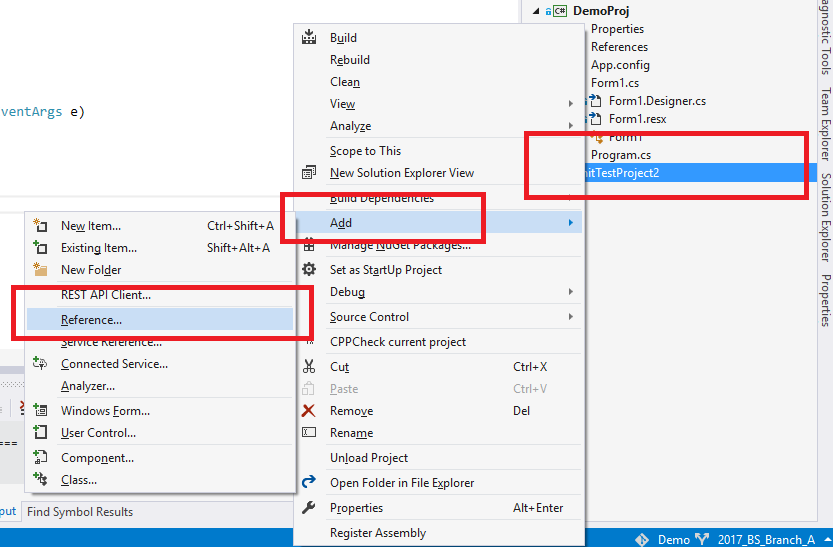 DemoProj
Properties
References
App.config
Form1.cs
Form1.Designer.cs
Form1.resx
Form1
Program.cs
nitTestProject2
ventArgs e)
Build
Rebuild
Clean
View
Analyze
Scope to This
New Solution Explorer View
Build Dependencies
Add
Manage NuGet Packages...
Set as StartUp Project
Debug
Source Control
CPPCheck current project
Cut Ctrl+X
Paste Ctrl+V
Remove Del
Rename
Unload Project
Open Folder in File Explorer
Properties Alt+Enter
Register Assembly
New Item... Ctrl+Shift+A
Existing Item... Shift+Alt+A
New Folder
REST API Client...
Reference...
Service Reference...
Connected Service...
Analyzer...
Windows Form...
User Control...
Component...
Class...
===
put
Find Symbol Results
agnostic Tools
Team Explorer
Solution Explorer
Properties
Demo
2017_BS_Branch_A